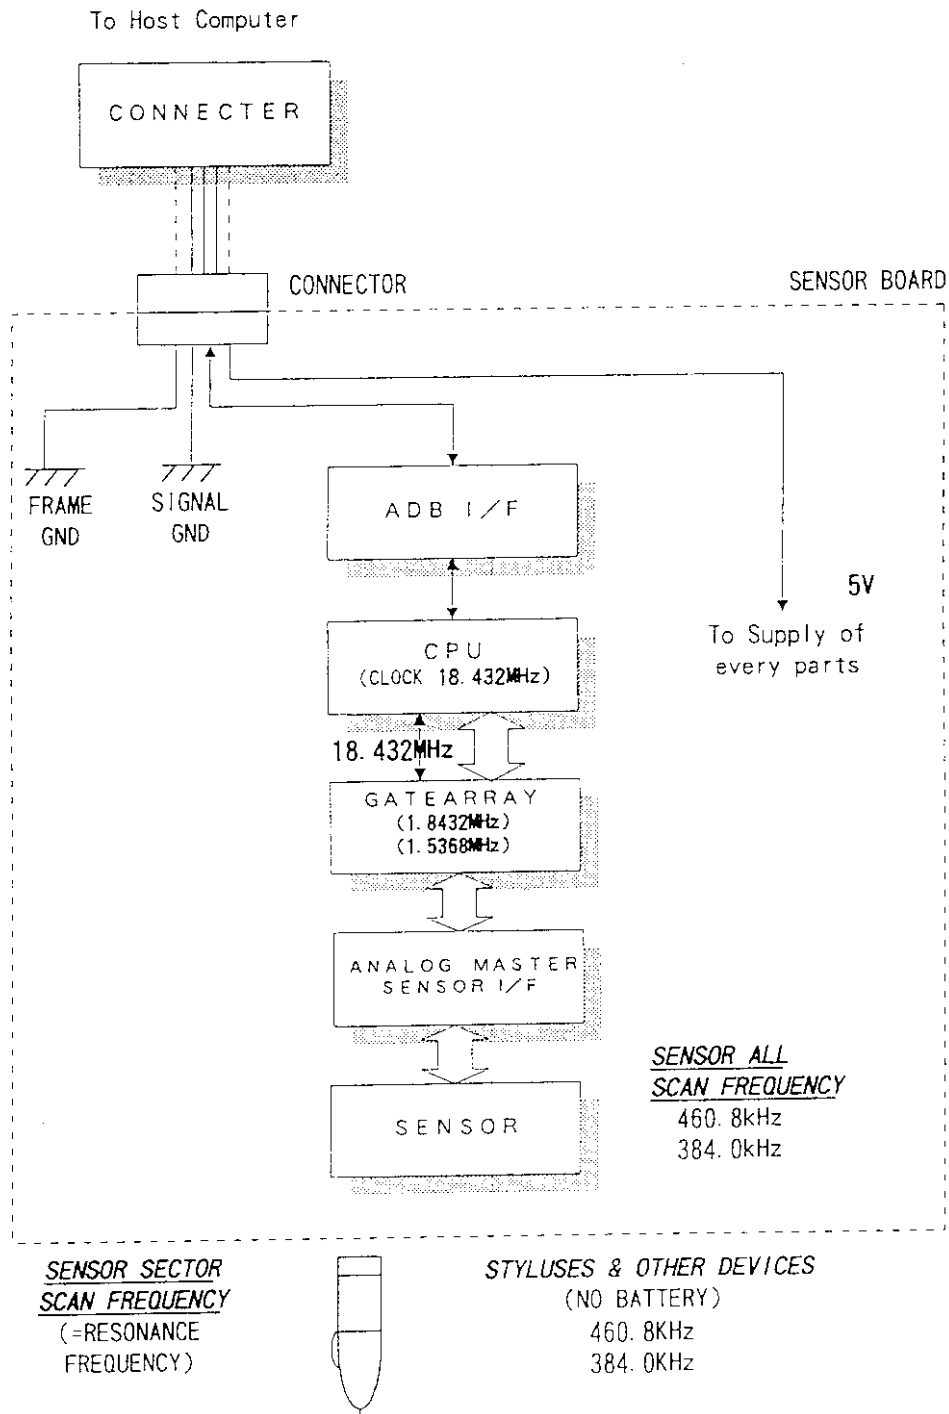 To Host Computer
CONNECTER
CONNECTOR
SENSOR BOARD
FRAME
GND
SIGNAL
GND
ADB I/F
5V
To Supply of
every parts
CPU
(CLOCK 18.432MHz)
18.432MHz
GATEARRAY
(1.8432MHz)
(1.5368MHz)
ANALOG MASTER
SENSOR I/F
SENSOR ALL
SCAN FREQUENCY
460.8kHz
384.0kHz
SENSOR
SENSOR SECTOR
SCAN FREQUENCY
(=RESONANCE
FREQUENCY)
STYLUSES & OTHER DEVICES
(NO BATTERY)
460.8KHz
384.0KHz